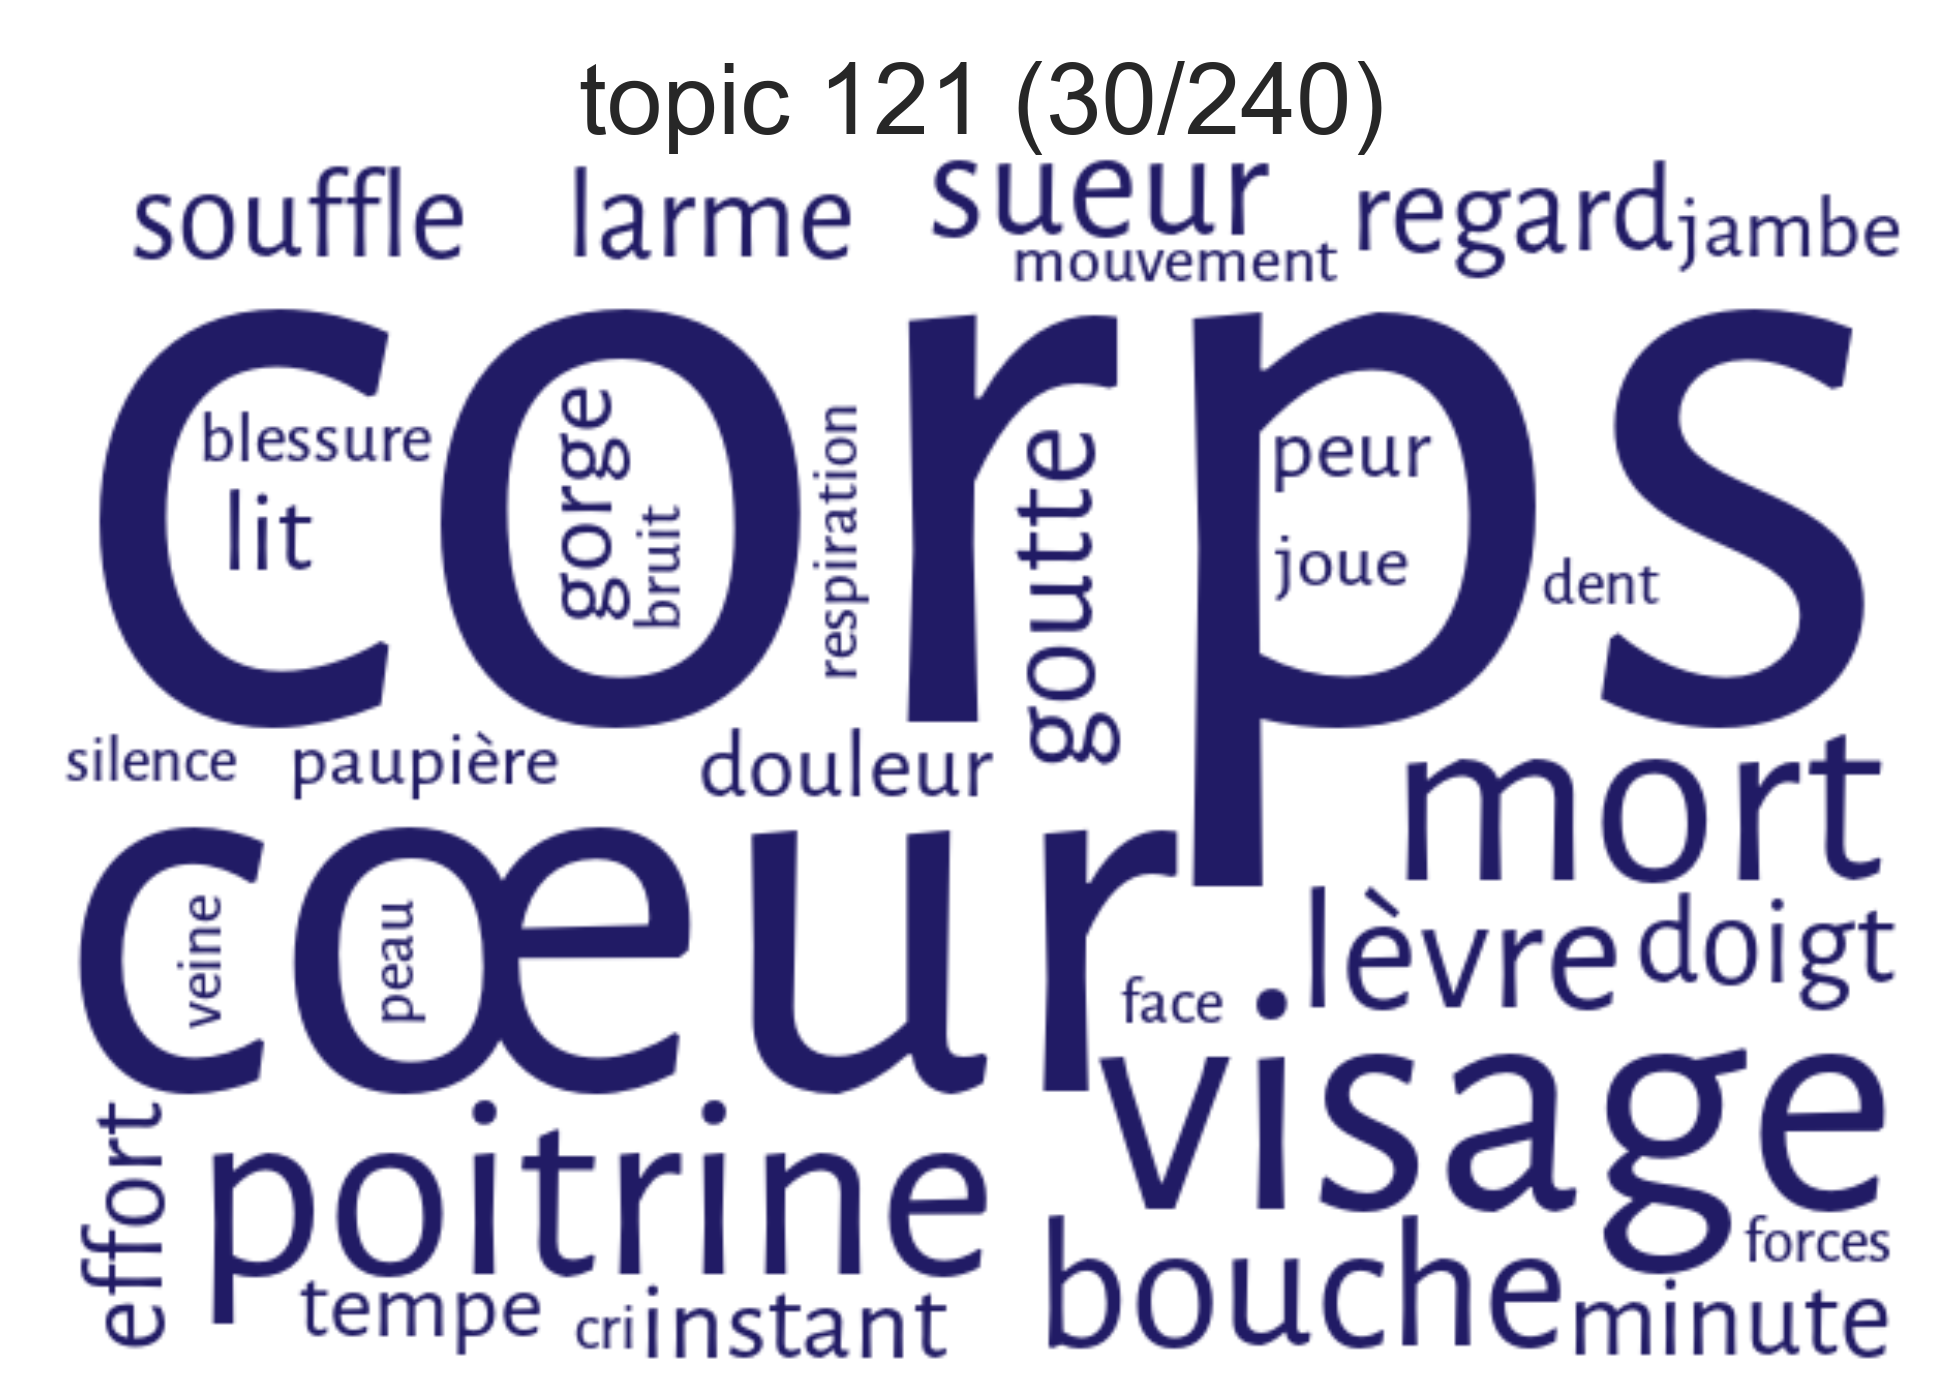 topic 121 (30/240)
souffle larme sueur regard jambe
mouvement
corps
blessure gorge respiration goutte peur
lit bruit joue dent
silence paupière douleur mort
cœur
veine peau face lèvre doigt
visage
effort poitrine bouche forces
tempe cri instant minute